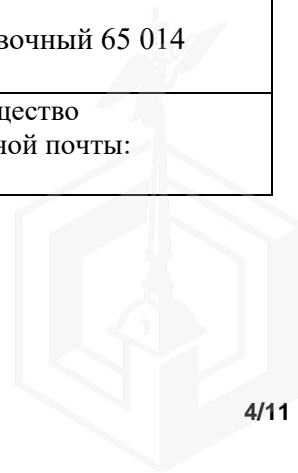 вочный 65 014
щество
ной почты:
4/11